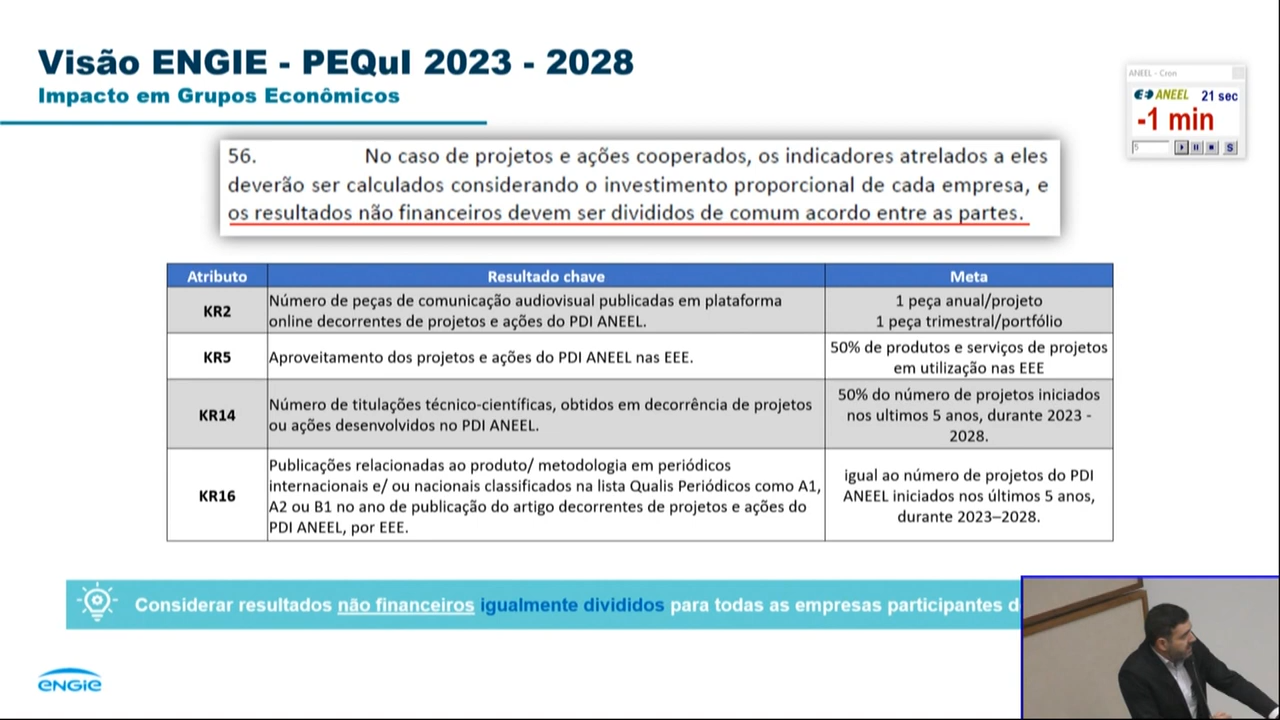 Visão ENGIE - PEQuI 2023 - 2028
Impacto em Grupos Econômicos
ANEEL - Cron
ANEEL 21 sec
-1 min
5
S
56. No caso de projetos e ações cooperados, os indicadores atrelados a eles
deverão ser calculados considerando o investimento proporcional de cada empresa, e
os resultados não financeiros devem ser divididos de comum acordo entre as partes.
Atributo Resultado chave Meta
KR2
Número de peças de comunicação audiovisual publicadas em plataforma
online decorrentes de projetos e ações do PDI ANEEL.
1 peça anual/projeto
1 peça trimestral/portfólio
KR5
Aproveitamento dos projetos e ações do PDI ANEEL nas EEE.
50% de produtos e serviços de projetos
em utilização nas EEE
KR14
Número de titulações técnico-científicas, obtidos em decorrência de projetos
ou ações desenvolvidos no PDI ANEEL.
50% do número de projetos iniciados
nos ultimos 5 anos, durante 2023 -
2028.
KR16
Publicações relacionadas ao produto/ metodologia em periódicos
internacionais e/ ou nacionais classificados na lista Qualis Periódicos como A1,
A2 ou B1 no ano de publicação do artigo decorrentes de projetos e ações do
PDI ANEEL, por EEE.
igual ao número de projetos do PDI
ANEEL iniciados nos últimos 5 anos,
durante 2023–2028.
Considerar resultados não financeiros igualmente divididos para todas as empresas participantes
ENGIE